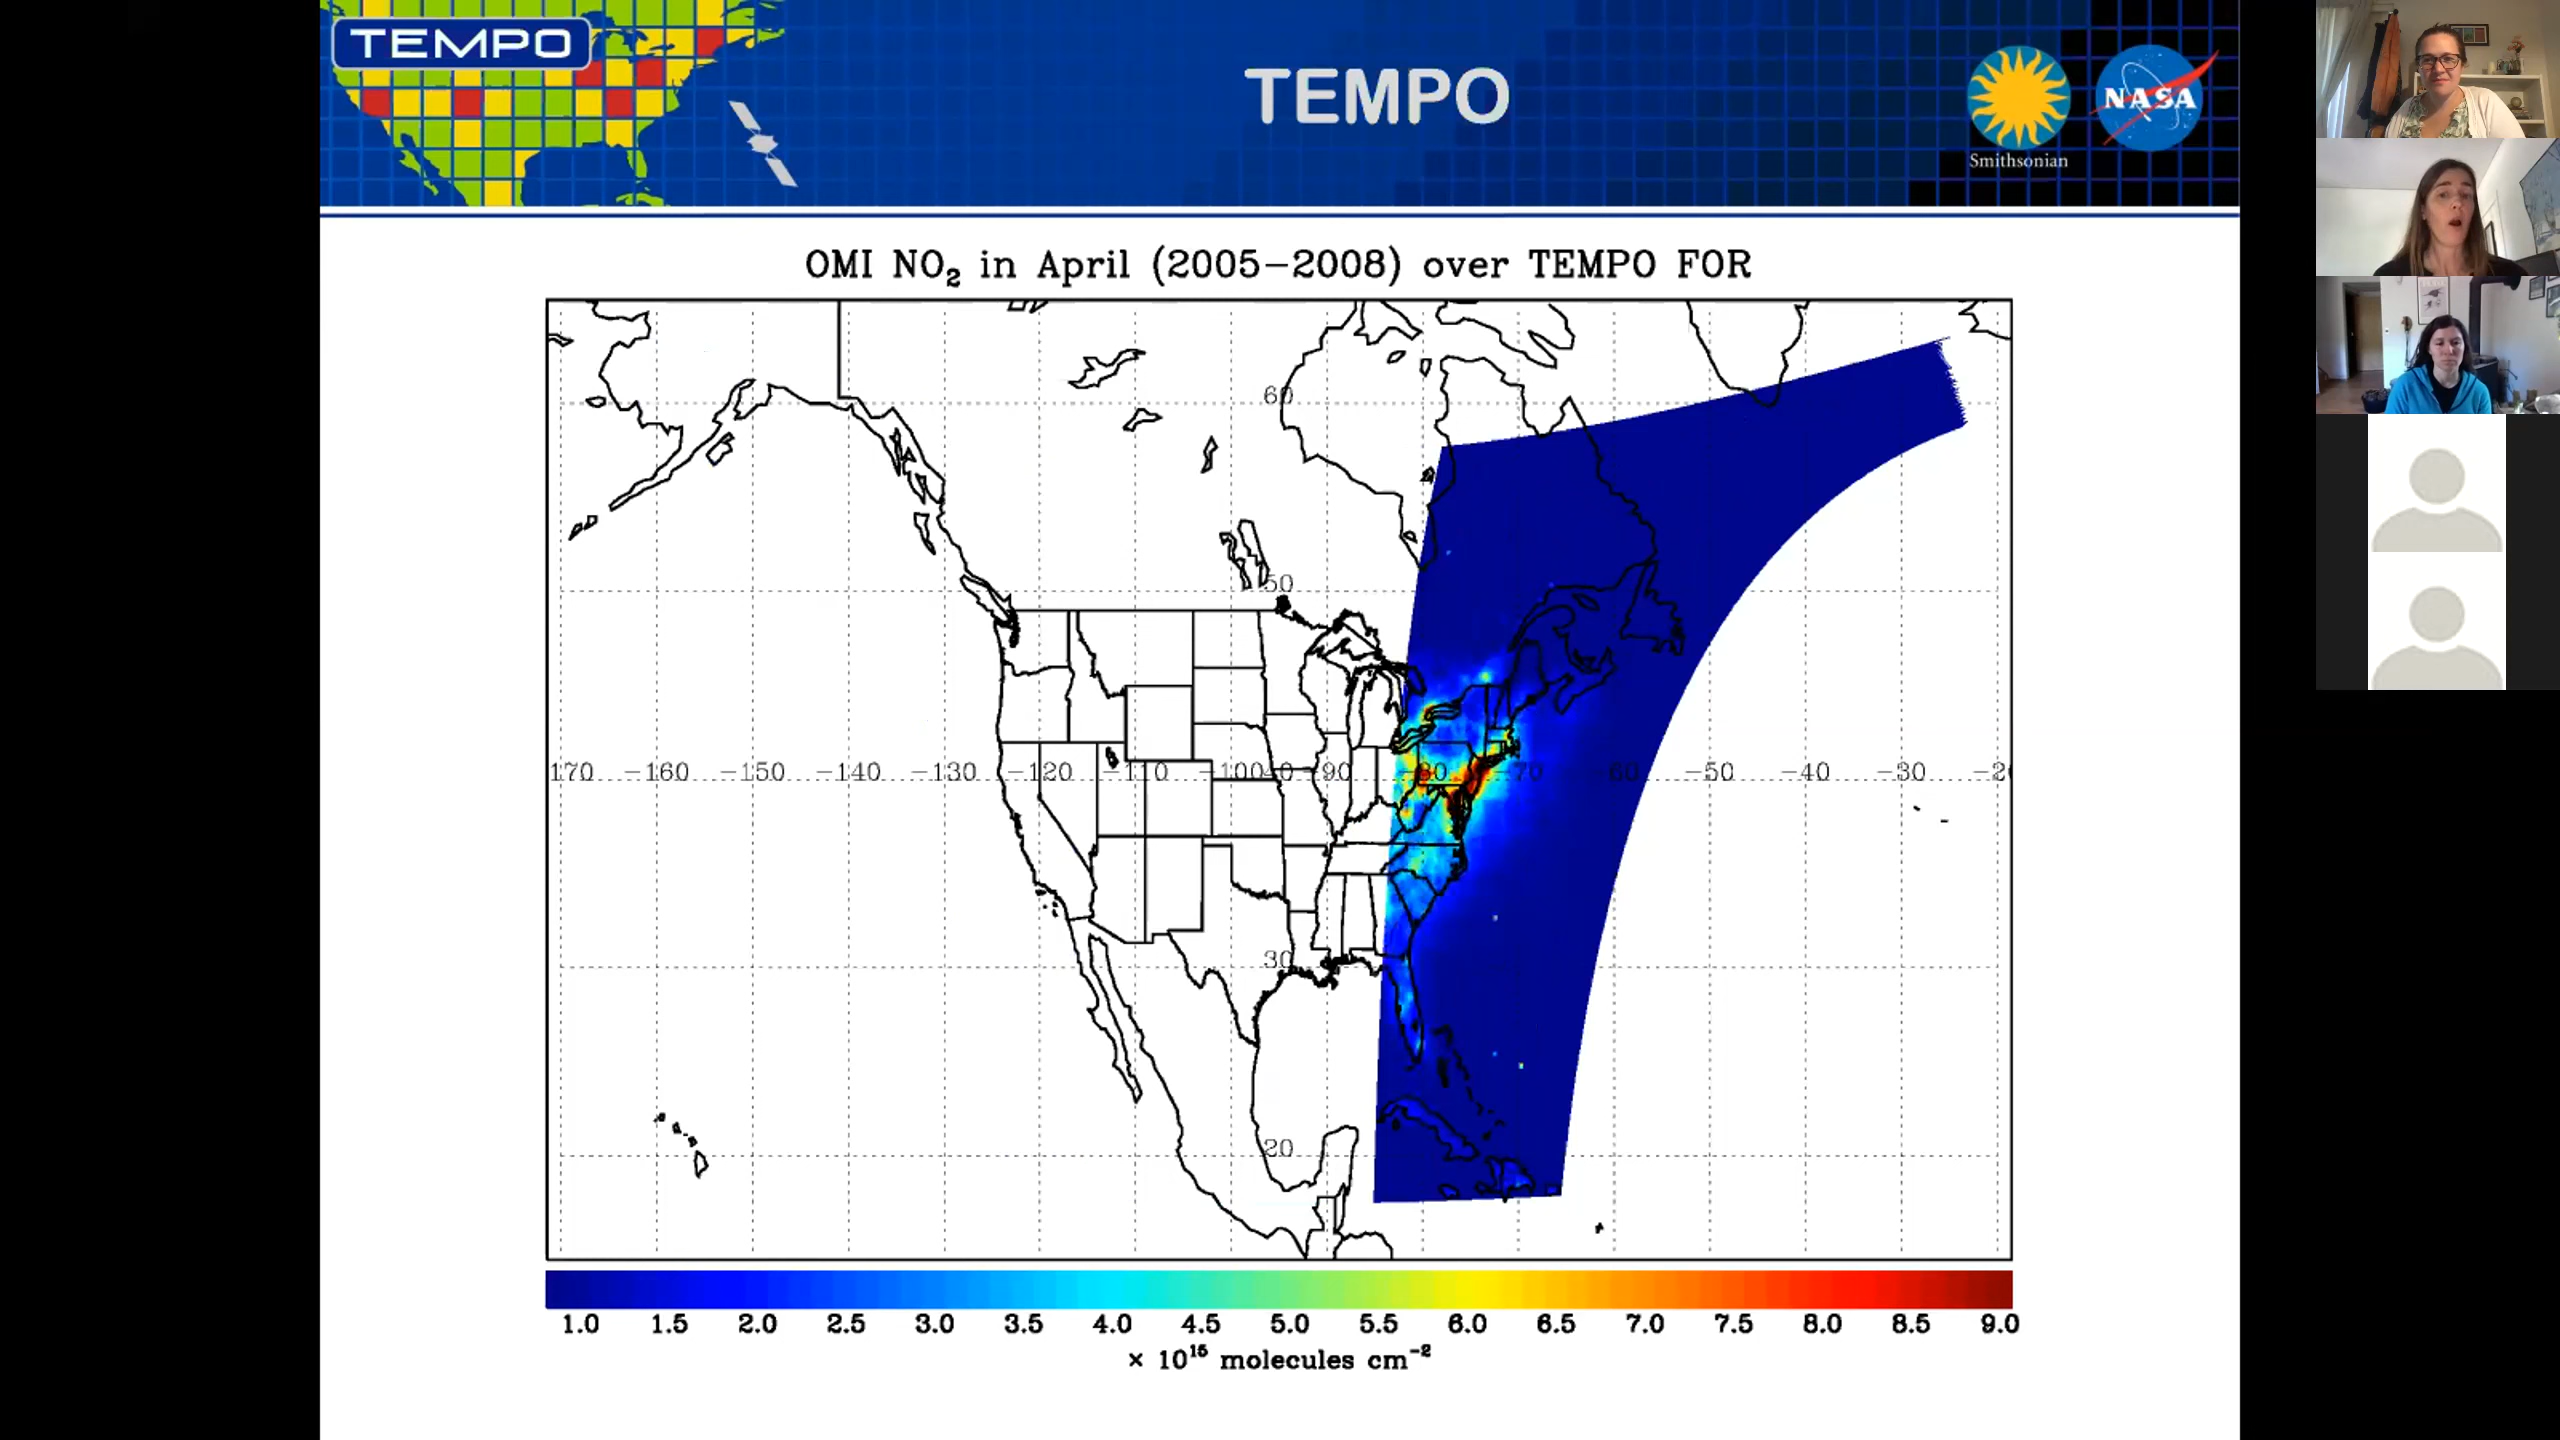 TEMPO
TEMPO
Smithsonian
NASA
OMI NO₂ in April (2005−2008) over TEMPO FOR
60
50
170 −160 −150 −140 −130 −120 −110 −100 40 −90 −80 −70 −60 −50 −40 −30 −20
30
20
1.0 1.5 2.0 2.5 3.0 3.5 4.0 4.5 5.0 5.5 6.0 6.5 7.0 7.5 8.0 8.5 9.0
× 10¹⁵ molecules cm⁻²